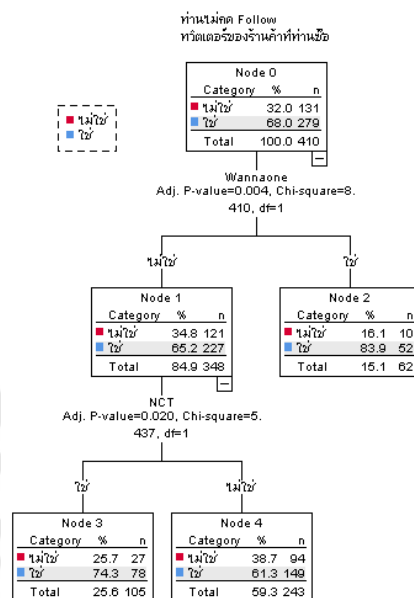 ท่านไม่กด Follow
ทวิตเตอร์ของร้านค้าที่ท่านซื้อ
Node 0
Category % n
ไม่ใช่ 32.0 131
ใช่ 68.0 279
Total 100.0 410
ไม่ใช่
ใช่
Wannaone
Adj. P-value=0.004, Chi-square=8.
410, df=1
ไม่ใช่
ใช่
Node 1
Category % n
ไม่ใช่ 34.8 121
ใช่ 65.2 227
Total 84.9 348
Node 2
Category % n
ไม่ใช่ 16.1 10
ใช่ 83.9 52
Total 15.1 62
NCT
Adj. P-value=0.020, Chi-square=5.
437, df=1
ใช่
ไม่ใช่
Node 3
Category % n
ไม่ใช่ 25.7 27
ใช่ 74.3 78
Total 25.6 105
Node 4
Category % n
ไม่ใช่ 38.7 94
ใช่ 61.3 149
Total 59.3 243